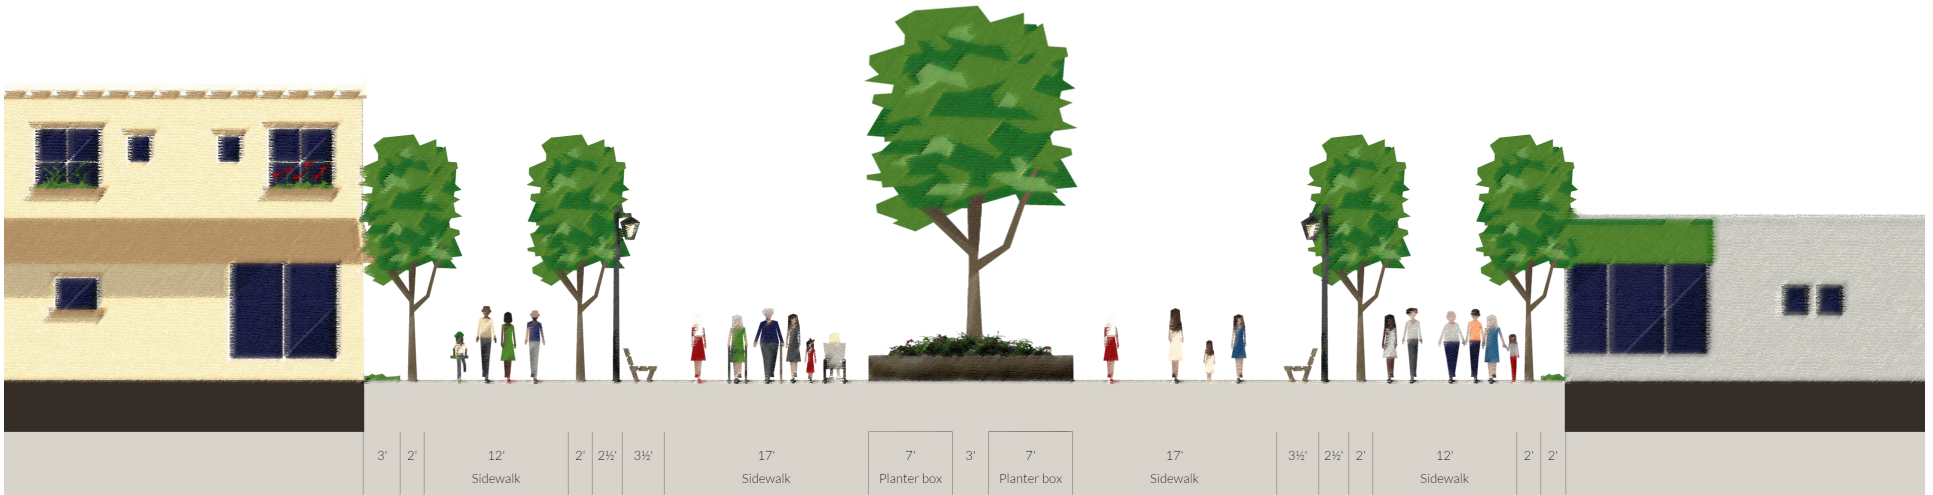 3' 2' 12' 2' 2½' 3½' 17' 7' 3' 7' 17' 3½' 2½' 2' 12' 2' 2'
Sidewalk Sidewalk Planter box Planter box Sidewalk Sidewalk